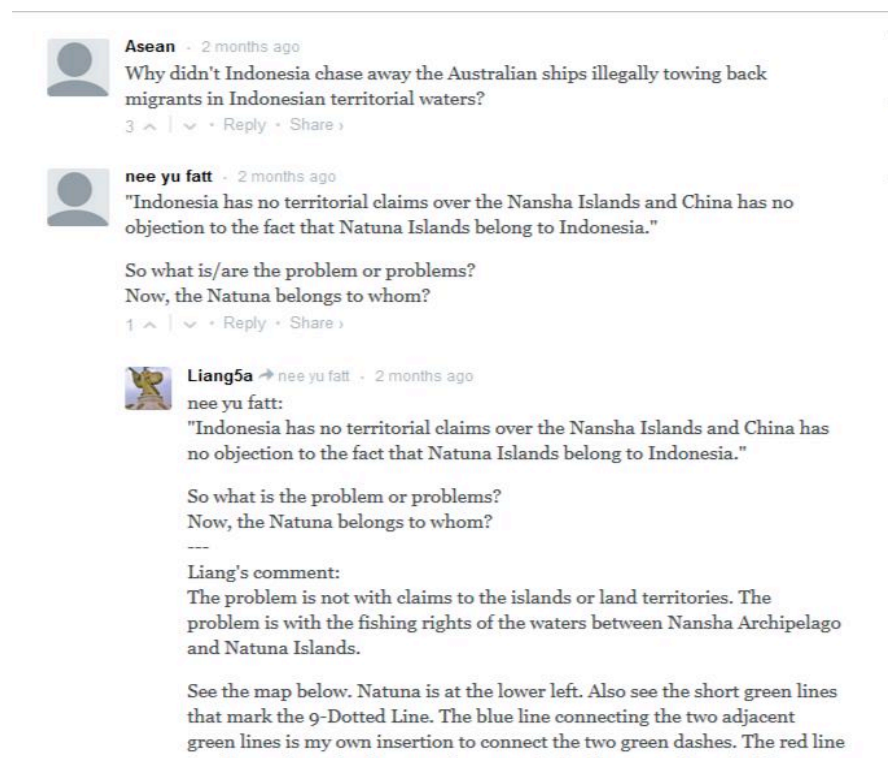 Asean · 2 months ago
Why didn't Indonesia chase away the Australian ships illegally towing back
migrants in Indonesian territorial waters?
3 • Reply • Share ›
nee yu fatt · 2 months ago
"Indonesia has no territorial claims over the Nansha Islands and China has no
objection to the fact that Natuna Islands belong to Indonesia."
So what is/are the problem or problems?
Now, the Natuna belongs to whom?
1 • Reply • Share ›
Liang5a nee yu fatt · 2 months ago
nee yu fatt:
"Indonesia has no territorial claims over the Nansha Islands and China has
no objection to the fact that Natuna Islands belong to Indonesia."
So what is the problem or problems?
Now, the Natuna belongs to whom?
---
Liang's comment:
The problem is not with claims to the islands or land territories. The
problem is with the fishing rights of the waters between Nansha Archipelago
and Natuna Islands.
See the map below. Natuna is at the lower left. Also see the short green lines
that mark the 9-Dotted Line. The blue line connecting the two adjacent
green lines is my own insertion to connect the two green dashes. The red line